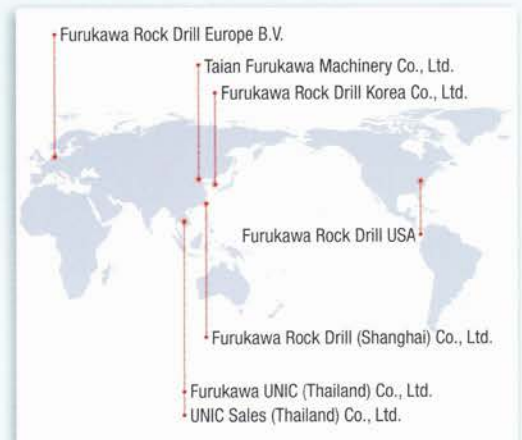 Furukawa Rock Drill Europe B.V.
Taian Furukawa Machinery Co., Ltd.
Furukawa Rock Drill Korea Co., Ltd.
Furukawa Rock Drill USA
Furukawa Rock Drill (Shanghai) Co., Ltd.
Furukawa UNIC (Thailand) Co., Ltd.
UNIC Sales (Thailand) Co., Ltd.